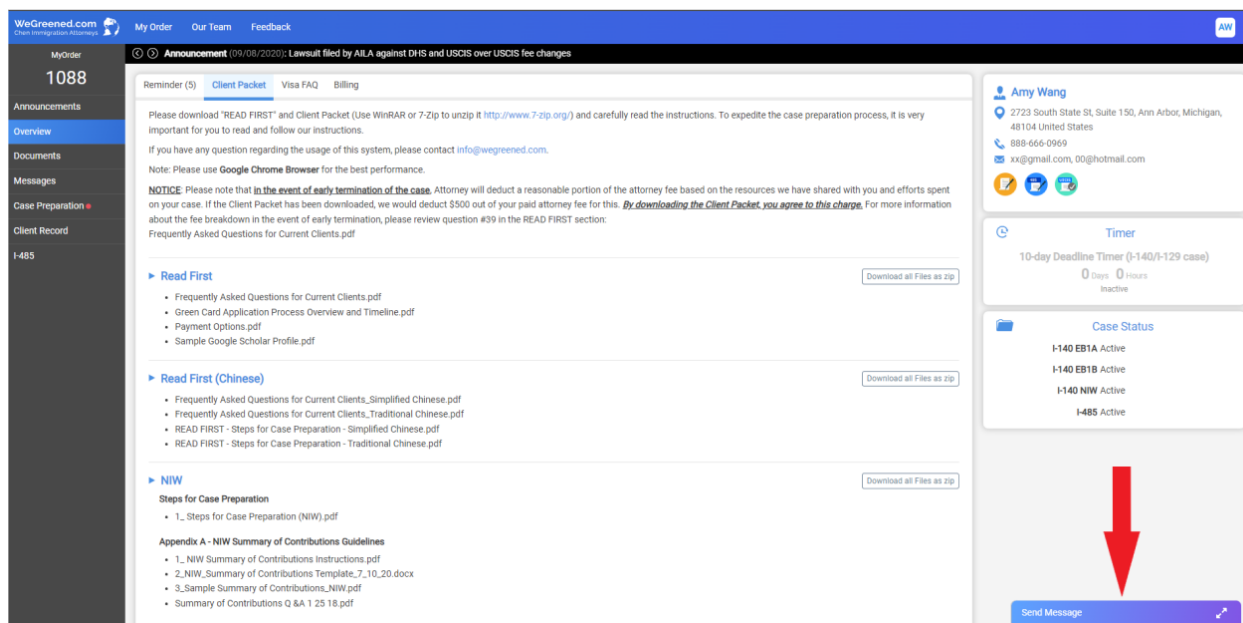 WeGreened.com
Chen Immigration Attorneys
My Order
Our Team
Feedback
AW
MyOrder
1088
Announcements
Overview
Documents
Messages
Case Preparation
Client Record
I-485
Announcement (09/08/2020): Lawsuit filed by AILA against DHS and USCIS over USCIS fee changes
Reminder (5)
Client Packet
Visa FAQ
Billing
Please download "READ FIRST" and Client Packet (Use WinRAR or 7-Zip to unzip it http://www.7-zip.org/) and carefully read the instructions. To expedite the case preparation process, it is very
important for you to read and follow our instructions.
If you have any question regarding the usage of this system, please contact info@wegreened.com.
Note: Please use Google Chrome Browser for the best performance.
NOTICE: Please note that in the event of early termination of the case, Attorney will deduct a reasonable portion of the attorney fee based on the resources we have shared with you and efforts spent
on your case. If the Client Packet has been downloaded, we would deduct $500 out of your paid attorney fee for this. By downloading the Client Packet, you agree to this charge. For more information
about the fee breakdown in the event of early termination, please review question #39 in the READ FIRST section:
Frequently Asked Questions for Current Clients.pdf
Read First
Download all Files as zip
Frequently Asked Questions for Current Clients.pdf
Green Card Application Process Overview and Timeline.pdf
Payment Options.pdf
Sample Google Scholar Profile.pdf
Read First (Chinese)
Download all Files as zip
Frequently Asked Questions for Current Clients_Simplified Chinese.pdf
Frequently Asked Questions for Current Clients_Traditional Chinese.pdf
READ FIRST - Steps for Case Preparation - Simplified Chinese.pdf
READ FIRST - Steps for Case Preparation - Traditional Chinese.pdf
NIW
Download all Files as zip
Steps for Case Preparation
1_ Steps for Case Preparation (NIW).pdf
Appendix A - NIW Summary of Contributions Guidelines
1_ NIW Summary of Contributions Instructions.pdf
2_NIW_Summary of Contributions Template_7_10_20.docx
3_Sample Summary of Contributions_NIW.pdf
Summary of Contributions Q &A 1 25 18.pdf
Amy Wang
2723 South State St, Suite 150, Ann Arbor, Michigan,
48104 United States
888-666-0969
xx@gmail.com, 00@hotmail.com
Timer
10-day Deadline Timer (I-140/I-129 case)
0 Days 0 Hours
Inactive
Case Status
I-140 EB1A Active
I-140 EB1B Active
I-140 NIW Active
I-485 Active
Send Message